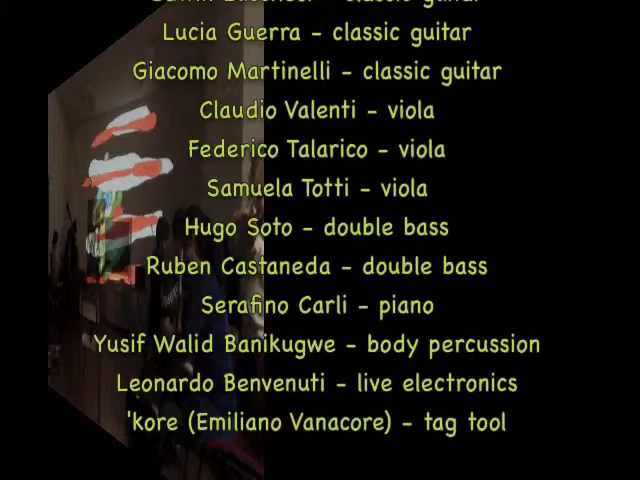 classic guitar
Lucia Guerra - classic guitar
Giacomo Martinelli - classic guitar
Claudio Valenti - viola
Federico Talarico - viola
Samuela Totti - viola
Hugo Soto - double bass
Ruben Castaneda - double bass
Serafino Carli - piano
Yusif Walid Banikugwe - body percussion
Leonardo Benvenuti - live electronics
'kore (Emiliano Vanacore) - tag tool